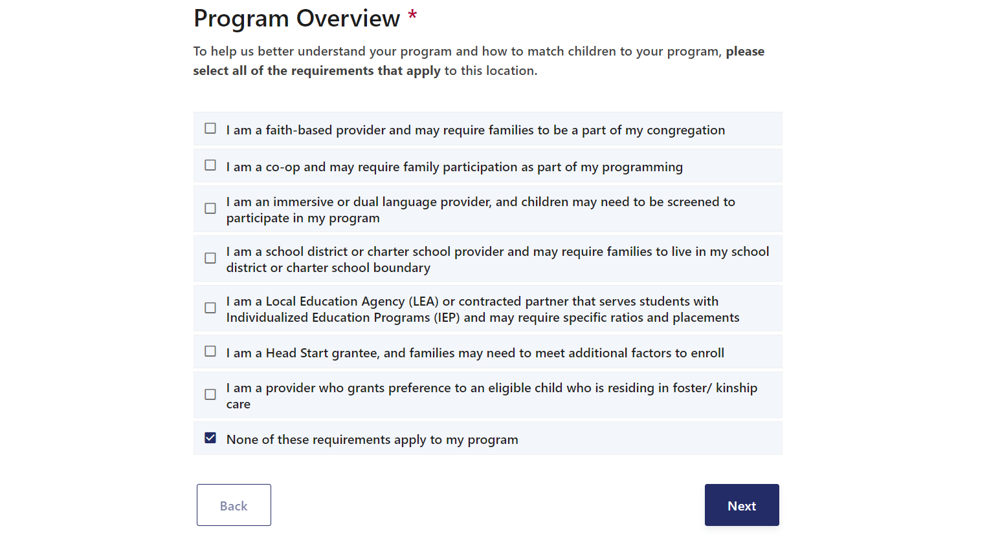 Program Overview *
To help us better understand your program and how to match children to your program, please
select all of the requirements that apply to this location.
I am a faith-based provider and may require families to be a part of my congregation
I am a co-op and may require family participation as part of my programming
I am an immersive or dual language provider, and children may need to be screened to
participate in my program
I am a school district or charter school provider and may require families to live in my school
district or charter school boundary
I am a Local Education Agency (LEA) or contracted partner that serves students with
Individualized Education Programs (IEP) and may require specific ratios and placements
I am a Head Start grantee, and families may need to meet additional factors to enroll
I am a provider who grants preference to an eligible child who is residing in foster/ kinship
care
None of these requirements apply to my program
Back
Next